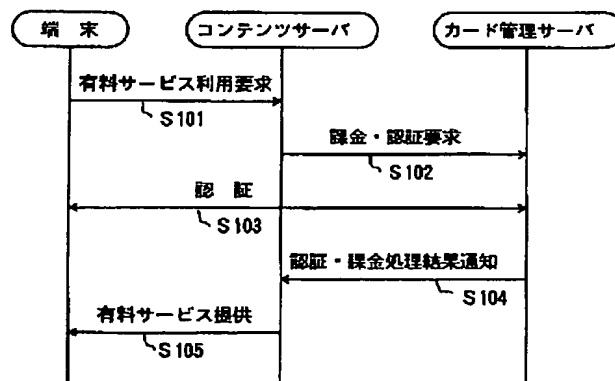 端　末
コンテンツサーバ
カード管理サーバ
有料サービス利用要求
S101
課金・認証要求
S102
認　証
S103
認証・課金処理結果通知
S104
有料サービス提供
S105